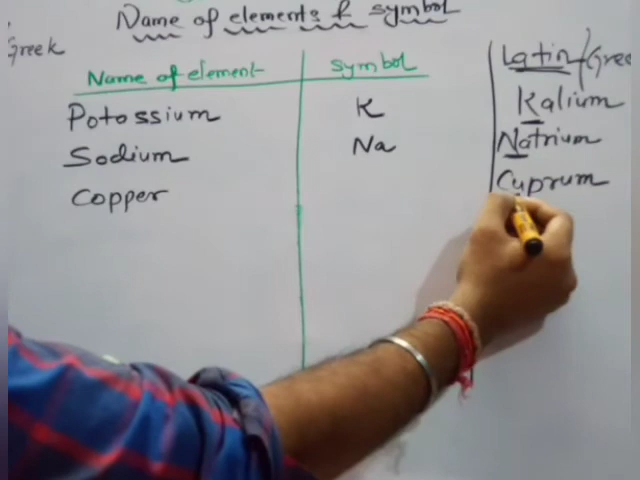 Name of elements & symbol
Greek
Name of element Symbol Latin/Gree
Potossium K Kalium
Sodium Na Natrium
Copper Cuprum